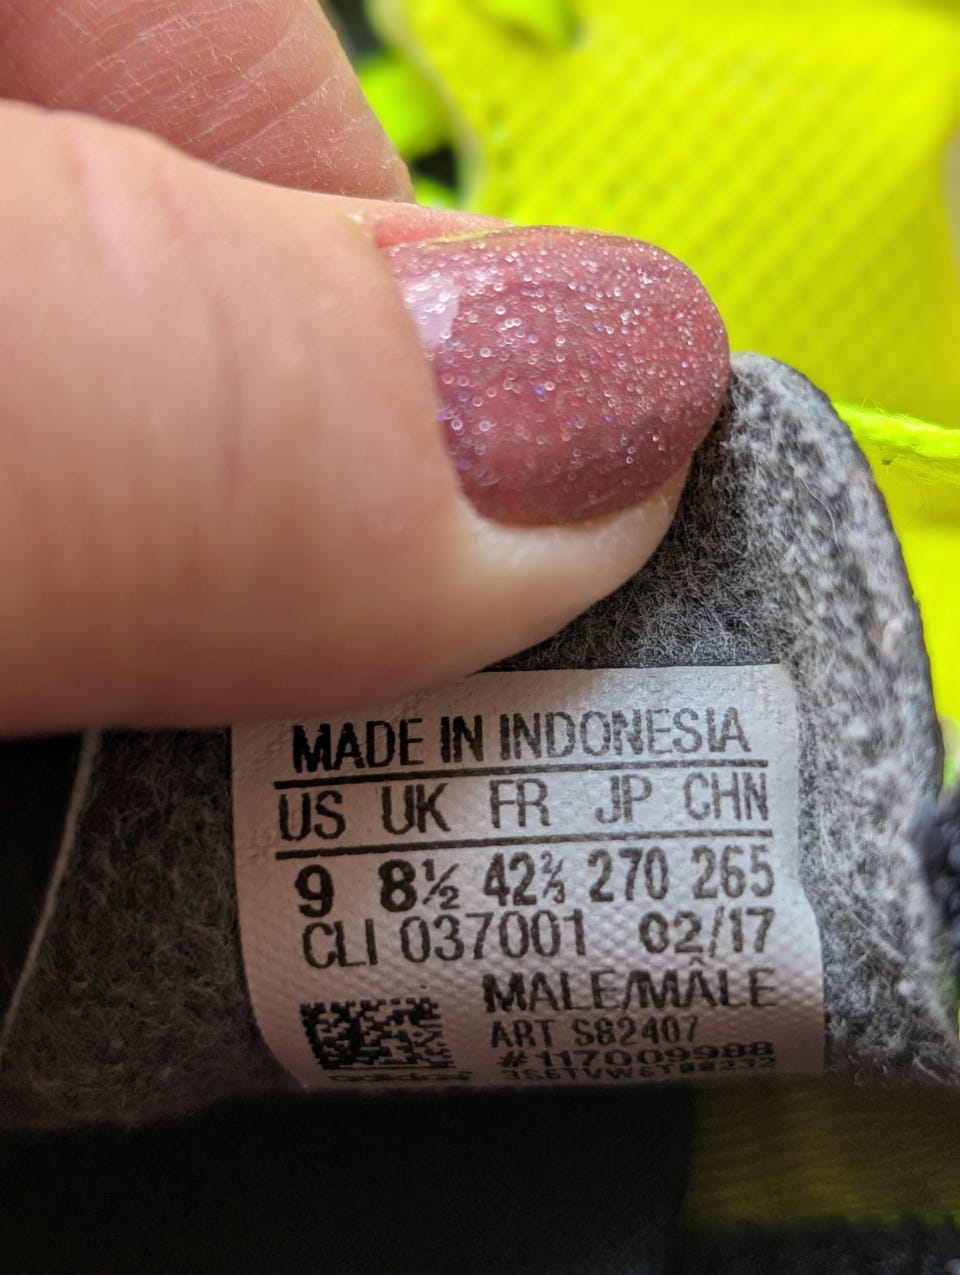 MADE IN INDONESIA
US UK FR JP CHN
9 8½ 42⅔ 270 265
CLI 037001 02/17
MALE/MÂLE
ART S82407
#117009988